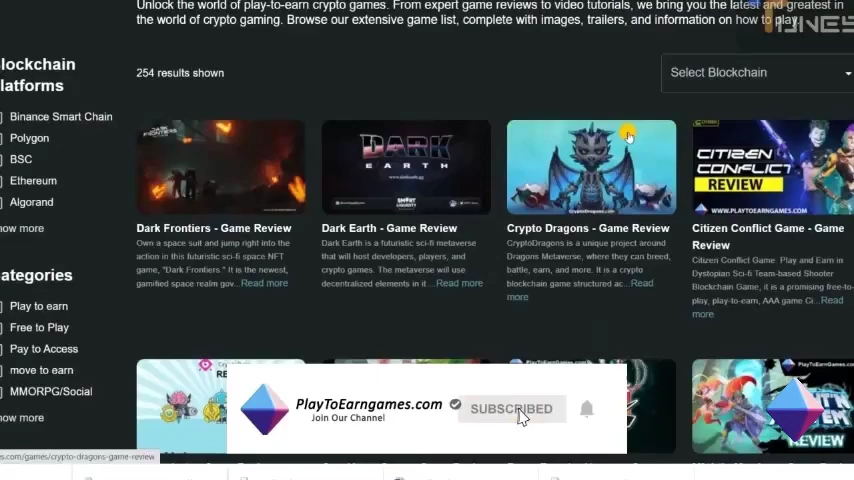 Unlock the world of play-to-earn crypto games. From expert game reviews to video tutorials, we bring you the latest and greatest in
the world of crypto gaming. Browse our extensive game list, complete with images, trailers, and information on how to play.
lockchain
latforms
254 results shown
Select Blockchain
Binance Smart Chain
Polygon
BSC
Ethereum
Algorand
how more
DARK
EARTH
CITIZEN
CONFLICT
REVIEW
WWW.PLAYTOEARNGAMES.COM
Dark Frontiers - Game Review
Own a space suit and jump right into the
action in this futuristic sci-fi space NFT
game, "Dark Frontiers." It is the newest,
gamified space realm gov...Read more
Dark Earth - Game Review
Dark Earth is a futuristic sci-fi metaverse
that will host developers, players, and
crypto games. The metaverse will use
decentralized elements in it...Read more
Crypto Dragons - Game Review
CryptoDragons is a unique project around
Dragons Metaverse, where they can breed,
battle, earn, and more. It is a crypto
blockchain game structured ac...Read
more
Citizen Conflict Game - Game
Review
Citizen Conflict Game: Play and Earn in
Dystopian Sci-fi Team-based Shooter
Blockchain Game, it is a promising free-to-
play, play-to-earn, AAA game Ci...Read
more
ategories
Play to earn
Free to Play
Pay to Access
move to earn
MMORPG/Social
how more
PlayToEarngames.com
Join Our Channel
SUBSCRIBED
REVIEW
es.com/games/crypto-dragons-game-review